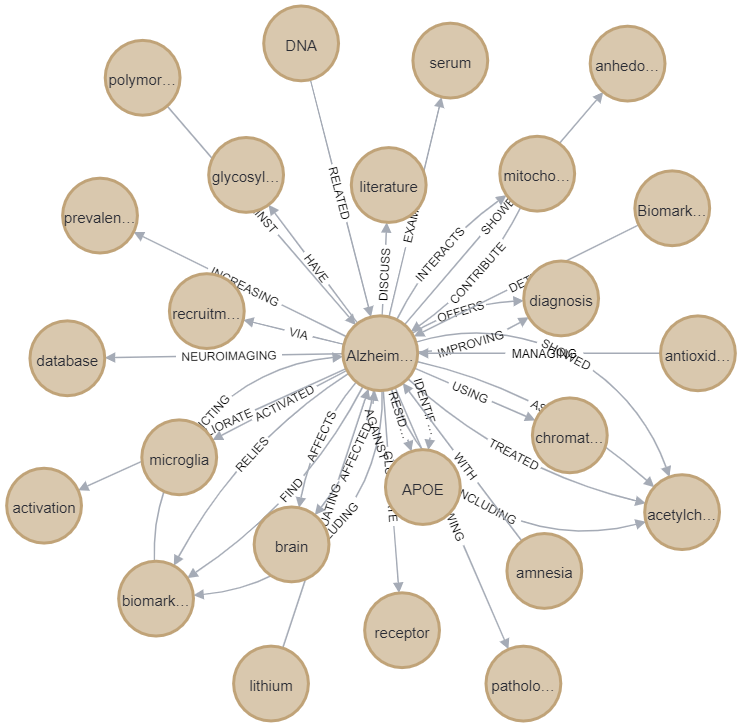 DNA
serum
anhedo...
polymor...
glycosyl...
literature
mitocho...
RELATED
EXAM
SHOWE
prevalen...
INST
HAVE
DISCUSS
INTERACTS
CONTRIBUTE
Biomark...
INCREASING
recruitm...
VIA
OFFERS
DET
diagnosis
database
NEUROIMAGING
Alzheim...
IMPROVING
MANAGING
SHOWED
antioxid...
CTING
LIORATE
ACTIVATED
RESID...
IDENTIF...
USING
AS
chromat...
microglia
RELIES
AFFECTS
AFFECTED
AGAINST
WITH
TREATED
activation
FIND
APOE
NCLUDING
acetylch...
brain
UATING
LUDING
WING
biomark...
amnesia
receptor
lithium
patholo...